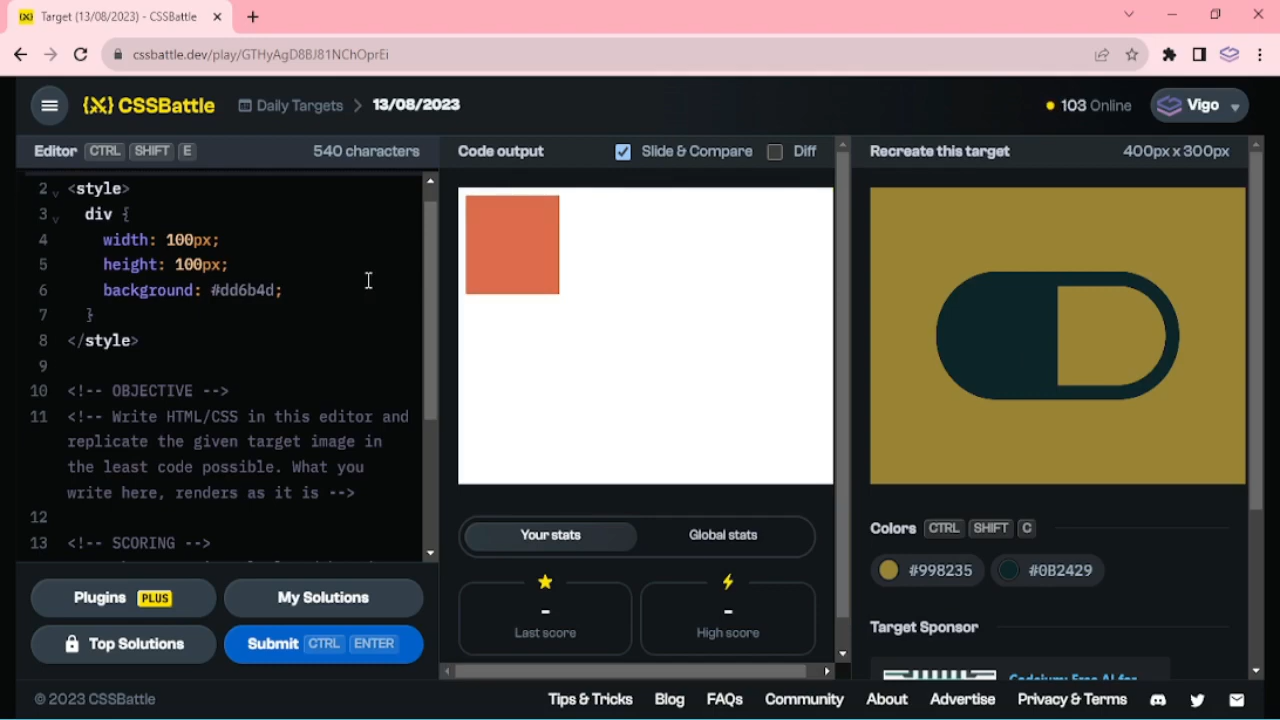 Target (13/08/2023) - CSSBattle
cssbattle.dev/play/GTHyAgD8BJ81NChOprEi
{X} CSSBattle
Daily Targets > 13/08/2023
103 Online
Vigo
Editor CTRL SHIFT E 540 characters
2 <style>
3 div {
4 width: 100px;
5 height: 100px;
6 background: #dd6b4d;
7 }
8 </style>
9
10 <!-- OBJECTIVE -->
11 <!-- Write HTML/CSS in this editor and
replicate the given target image in
the least code possible. What you
write here, renders as it is -->
12
13 <!-- SCORING -->
Plugins PLUS
My Solutions
Top Solutions
Submit CTRL ENTER
Code output
Slide & Compare
Diff
Your stats
Global stats
-
Last score
-
High score
Recreate this target 400px x 300px
Colors CTRL SHIFT C
#998235
#0B2429
Target Sponsor
Codeium: Free AI for
© 2023 CSSBattle
Tips & Tricks
Blog
FAQs
Community
About
Advertise
Privacy & Terms